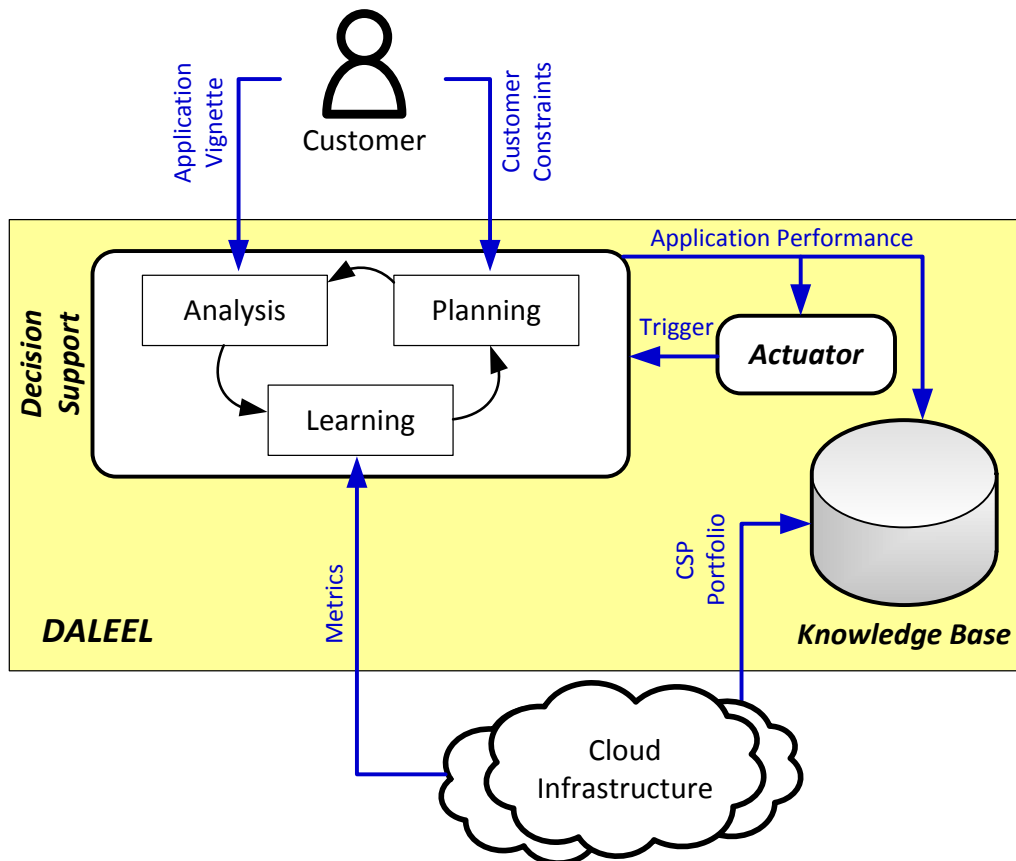 Customer
Application
Vignette
Customer
Constraints
Application Performance
Decision
Support
Analysis
Planning
Learning
Trigger
Actuator
Metrics
CSP
Portfolio
DALEEL
Knowledge Base
Cloud
Infrastructure